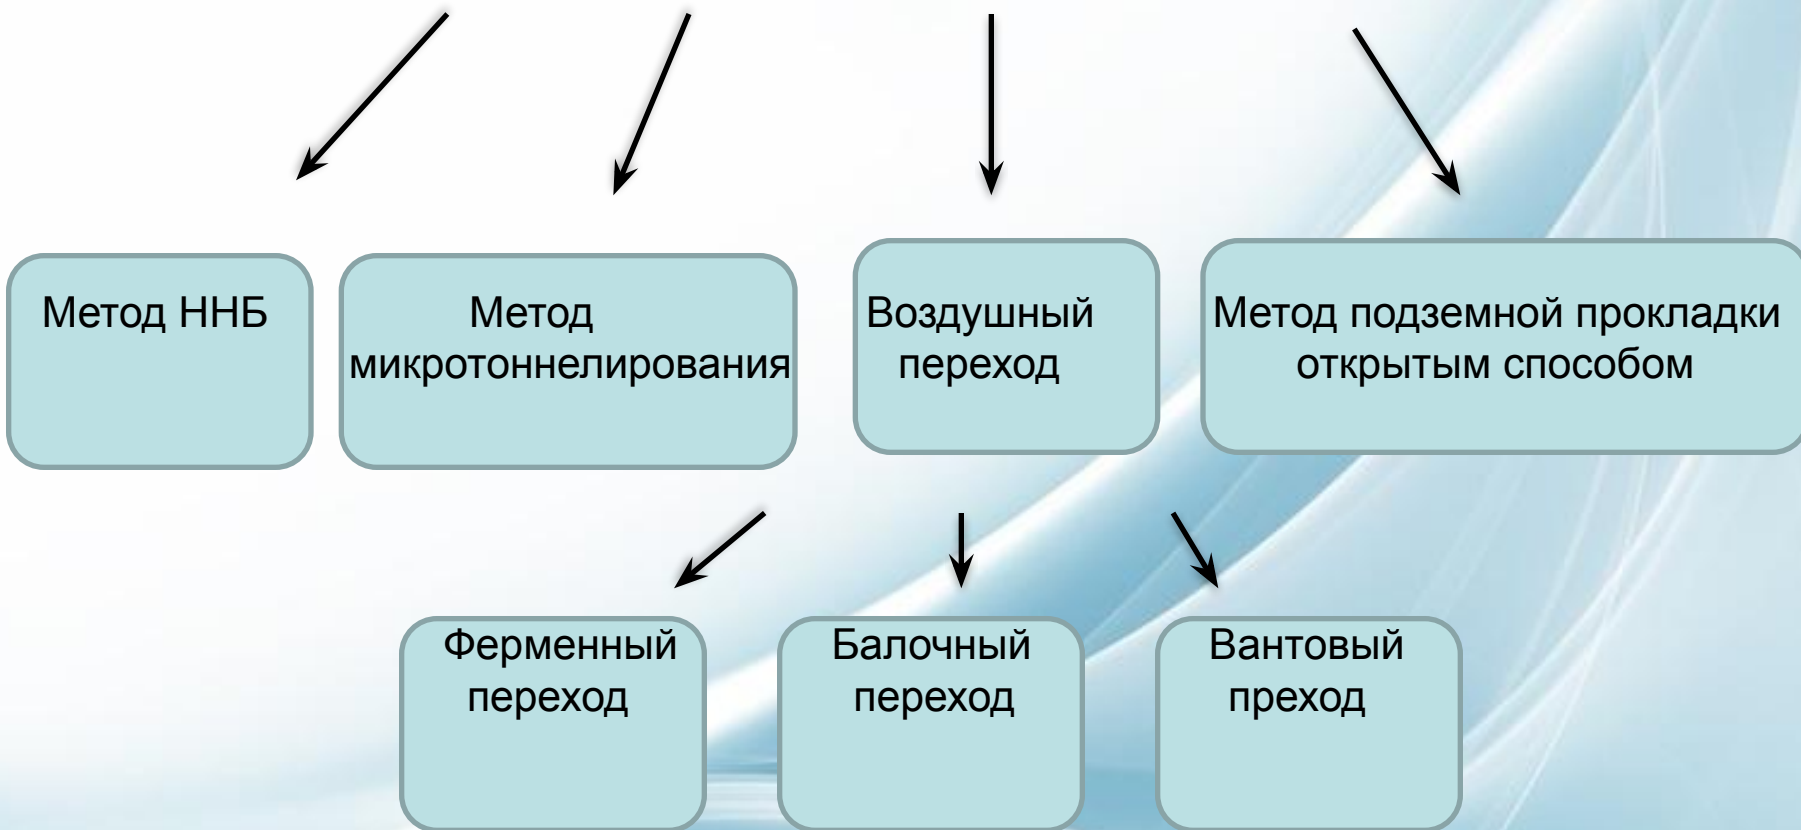 Метод ННБ
Метод
микротоннелирования
Воздушный
переход
Метод подземной прокладки
открытым способом
Ферменный
переход
Балочный
переход
Вантовый
преход